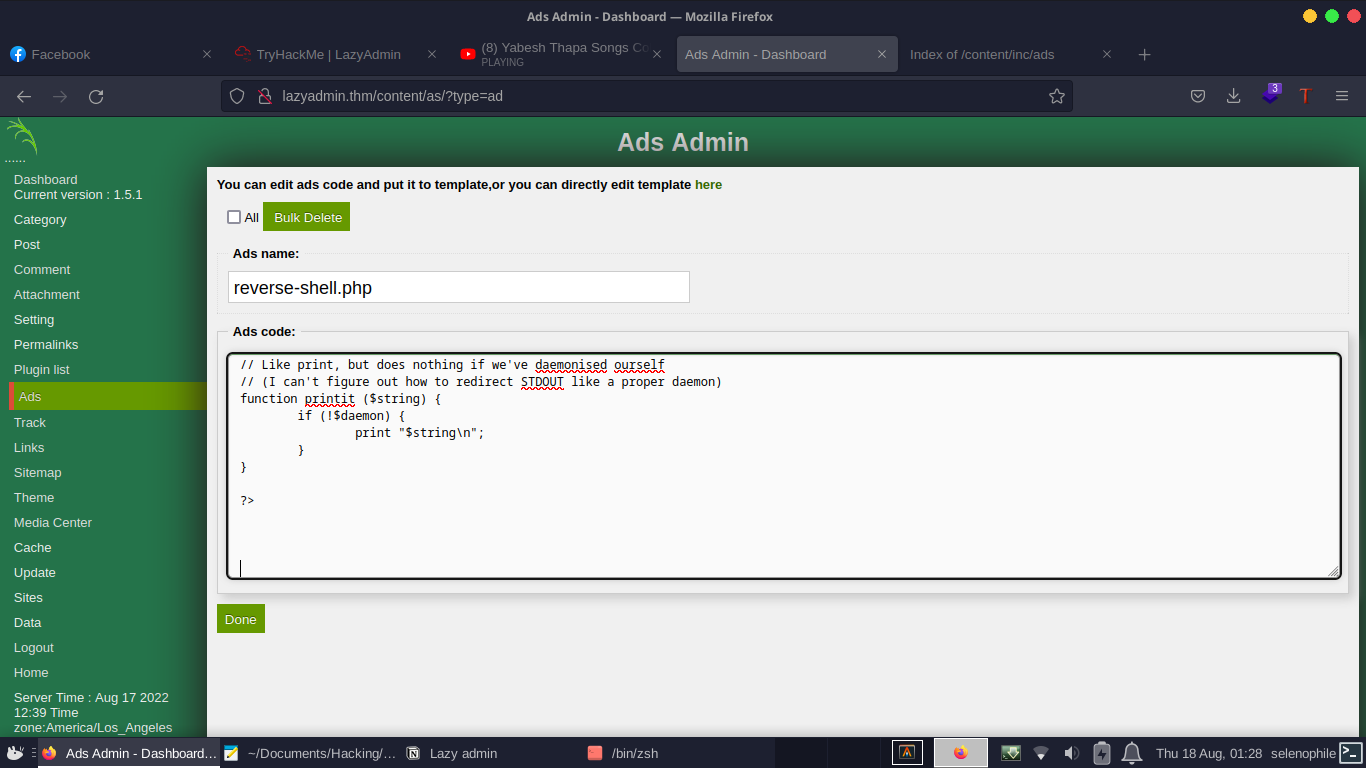 Ads Admin - Dashboard — Mozilla Firefox
Facebook
TryHackMe | LazyAdmin
(8) Yabesh Thapa Songs Co
PLAYING
Ads Admin - Dashboard
Index of /content/inc/ads
lazyadmin.thm/content/as/?type=ad
3
......
Ads Admin
Dashboard
Current version : 1.5.1
Category
Post
Comment
Attachment
Setting
Permalinks
Plugin list
Ads
Track
Links
Sitemap
Theme
Media Center
Cache
Update
Sites
Data
Logout
Home
Server Time : Aug 17 2022
12:39 Time
zone:America/Los_Angeles
You can edit ads code and put it to template,or you can directly edit template here
All Bulk Delete
Ads name:
reverse-shell.php
Ads code:
// Like print, but does nothing if we've daemonised ourself
// (I can't figure out how to redirect STDOUT like a proper daemon)
function printit ($string) {
if (!$daemon) {
print "$string\n";
}
}
?>
Done
Ads Admin - Dashboard...
~/Documents/Hacking/...
Lazy admin
/bin/zsh
Thu 18 Aug, 01:28 selenophile